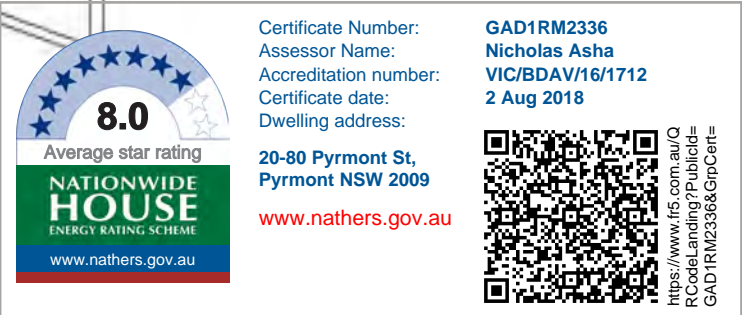 8.0
Average star rating
NATIONWIDE
HOUSE
ENERGY RATING SCHEME
www.nathers.gov.au
Certificate Number: GAD1RM2336
Assessor Name: Nicholas Asha
Accreditation number: VIC/BDAV/16/1712
Certificate date: 2 Aug 2018
Dwelling address:
20-80 Pyrmont St,
Pyrmont NSW 2009
www.nathers.gov.au
https://www.fr5.com.au/Q
RCodeLanding?PublicId=
GAD1RM2336&GrpCert=